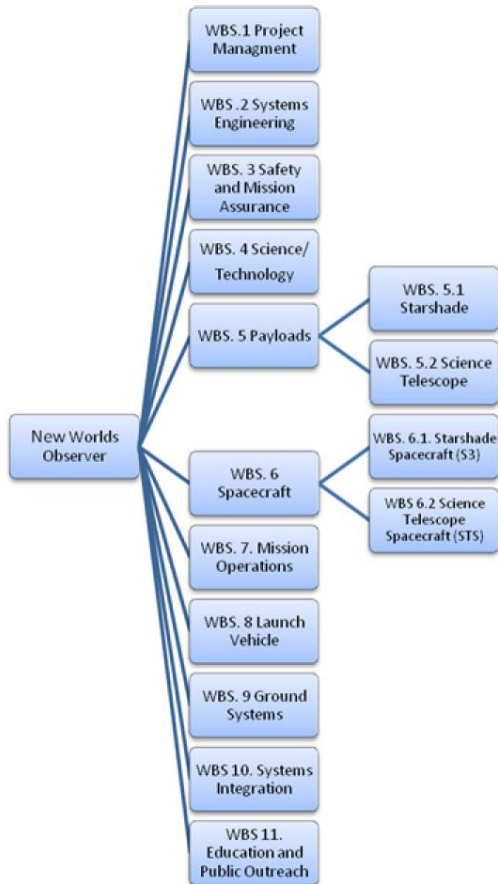 WBS.1 Project
Managment
WBS .2 Systems
Engineering
WBS. 3 Safety
and Mission
Assurance
WBS. 4 Science/
Technology
WBS. 5 Payloads
WBS. 5.1
Starshade
WBS. 5.2 Science
Telescope
New Worlds
Observer
WBS. 6
Spacecraft
WBS. 6.1. Starshade
Spacecraft (S3)
WBS 6.2 Science
Telescope
Spacecraft (STS)
WBS. 7. Mission
Operations
WBS. 8 Launch
Vehicle
WBS. 9 Ground
Systems
WBS 10. Systems
Integration
WBS 11.
Education and
Public Outreach